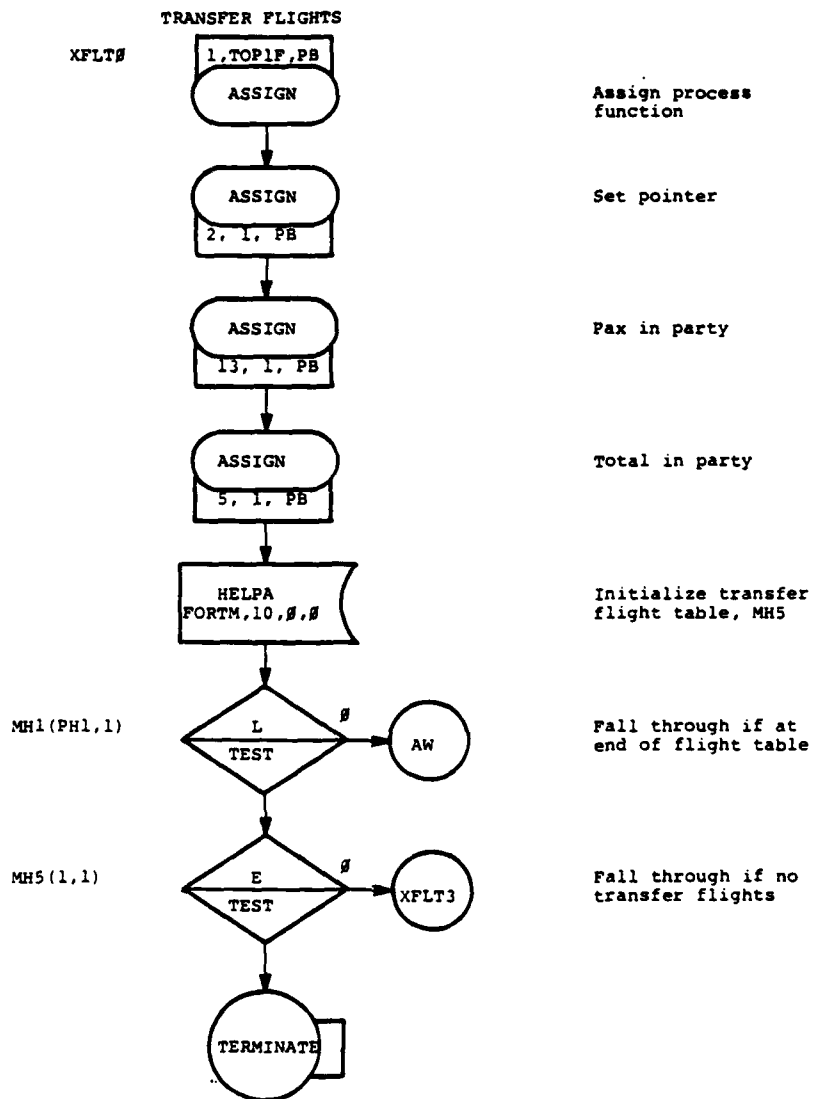 TRANSFER FLIGHTS
XFLTØ
1,TOP1F,PB
ASSIGN
Assign process
function
ASSIGN
2, 1, PB
Set pointer
ASSIGN
13, 1, PB
Pax in party
ASSIGN
5, 1, PB
Total in party
HELPA
FORTM,10,Ø,Ø
Initialize transfer
flight table, MH5
MH1(PH1,1)
L
TEST
Ø
AW
Fall through if at
end of flight table
MH5(1,1)
E
TEST
Ø
XFLT3
Fall through if no
transfer flights
TERMINATE